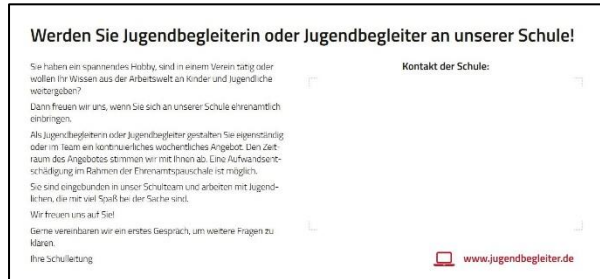 Werden Sie Jugendbegleiterin oder Jugendbegleiter an unserer Schule!
Sie haben ein spannendes Hobby, sind in einem Verein tätig oder
wollen Ihr Wissen aus der Arbeitswelt an Kinder und Jugendliche
weitergeben?
Dann freuen wir uns, wenn Sie sich an unserer Schule ehrenamtlich
einbringen.
Als Jugendbegleiterin oder Jugendbegleiter gestalten Sie eigenständig
oder im Team ein kontinuierliches wöchentliches Angebot. Den Zeit-
raum des Angebotes stimmen wir mit Ihnen ab. Eine Aufwandsent-
schädigung im Rahmen der Ehrenamtspauschale ist möglich.
Sie sind eingebunden in unser Schulteam und arbeiten mit Jugend-
lichen, die mit viel Spaß bei der Sache sind.
Wir freuen uns auf Sie!
Gerne vereinbaren wir ein erstes Gespräch, um weitere Fragen zu
klären.
Ihre Schulleitung
Kontakt der Schule:
www.jugendbegleiter.de